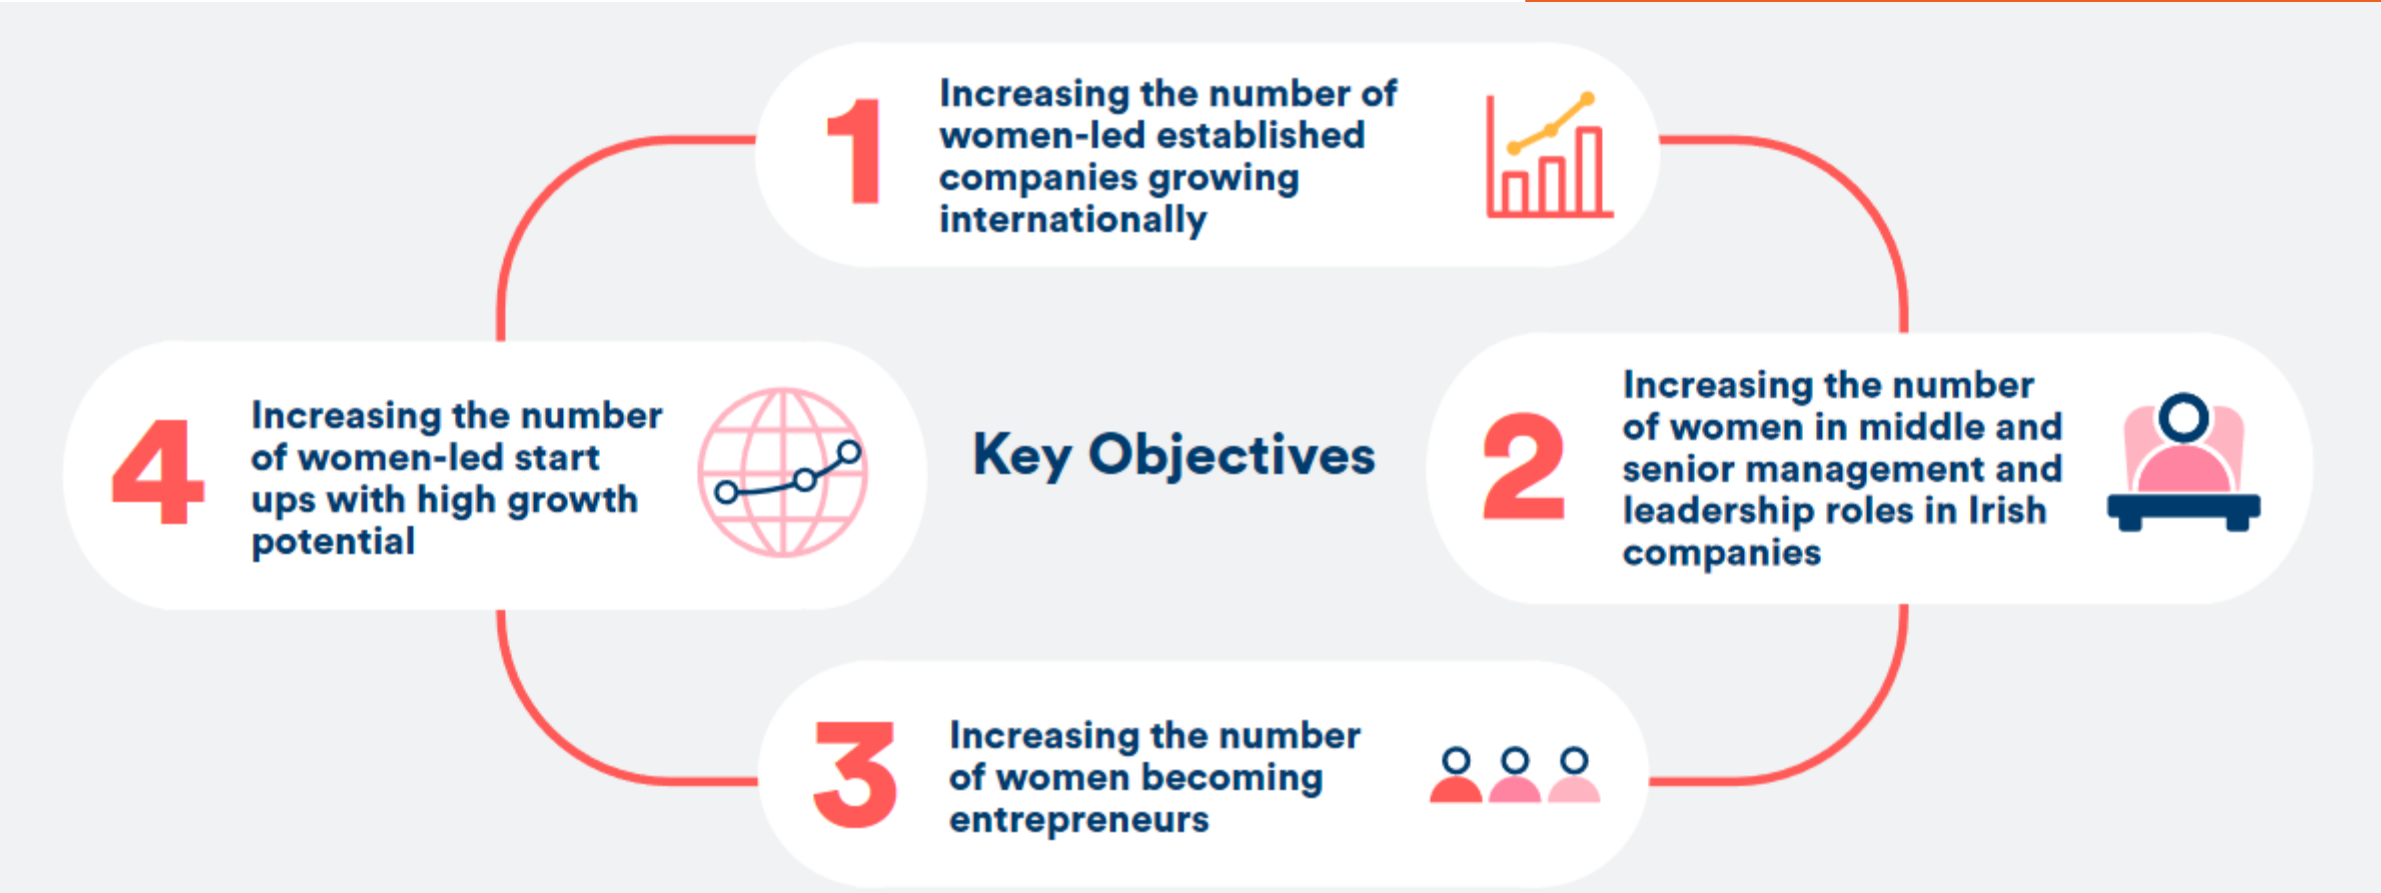 1
Increasing the number of
women-led established
companies growing
internationally
2
Increasing the number
of women in middle and
senior management and
leadership roles in Irish
companies
Key Objectives
4
Increasing the number
of women-led start
ups with high growth
potential
3
Increasing the number
of women becoming
entrepreneurs